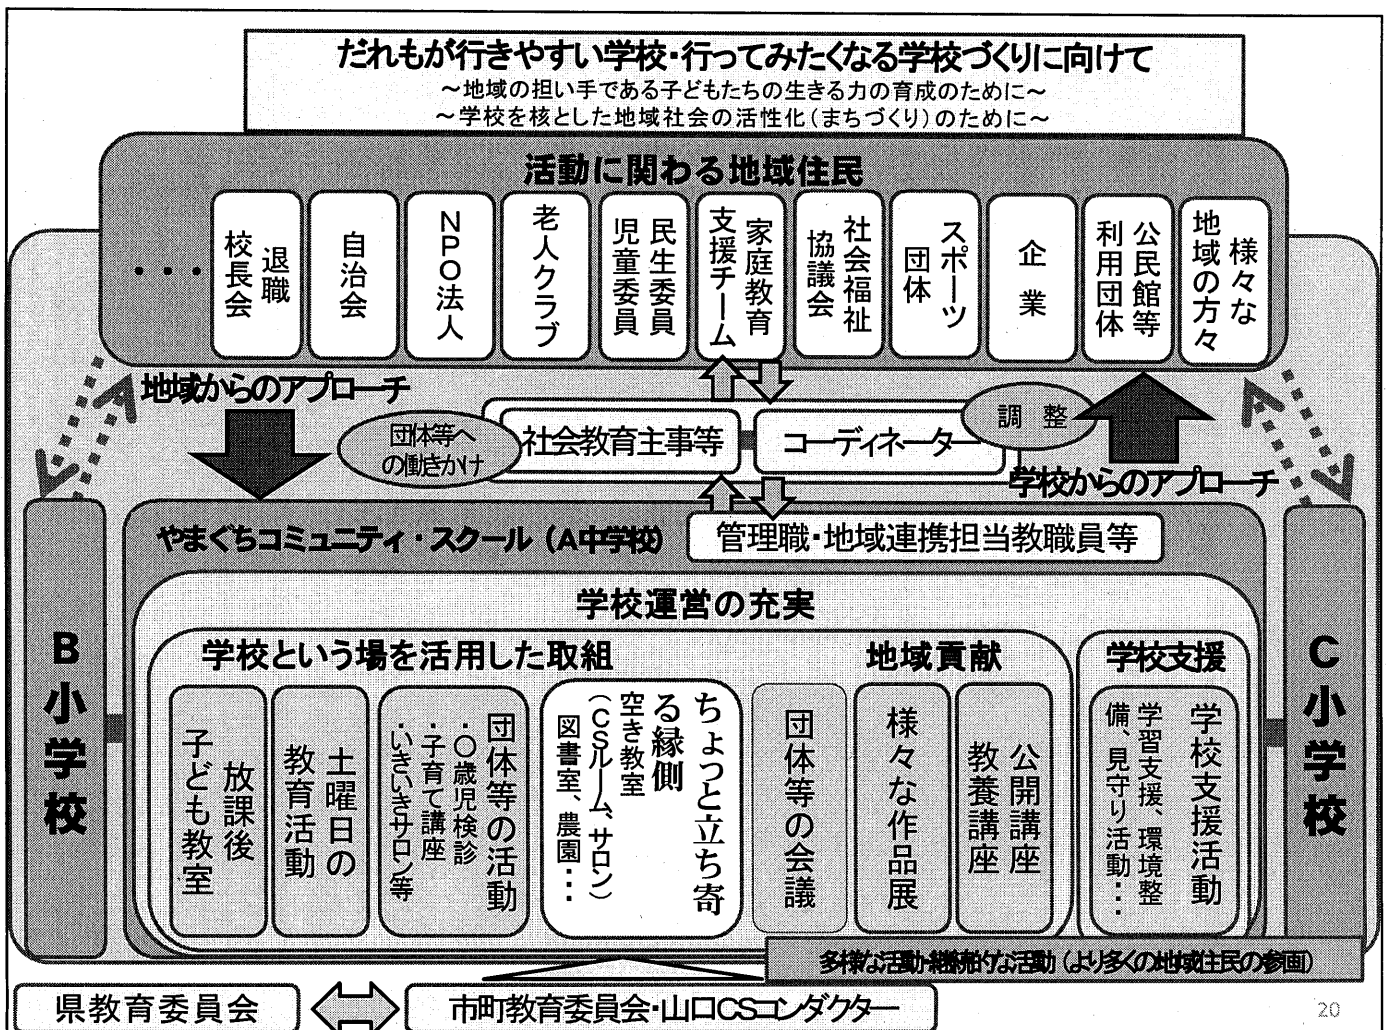 だれもが行きやすい学校・行ってみたくなる学校づくりに向けて
～地域の担い手である子どもたちの生きる力の育成のために～
～学校を核とした地域社会の活性化(まちづくり)のために～
活動に関わる地域住民
・・・
退職
校長会
自治会
NPO法人
老人クラブ
民生委員
児童委員
家庭教育
支援チーム
社会福祉
協議会
スポーツ
団体
企業
公民館等
利用団体
様々な
地域の方々
地域からのアプローチ
団体等へ
の働きかけ
社会教育主事等
コーディネーター
調 整
学校からのアプローチ
やまぐちコミュニティ・スクール(A中学校)
管理職・地域連携担当教職員等
学校運営の充実
学校という場を活用した取組
地域貢献
学校支援
B小学校
放課後
子ども教室
土曜日の
教育活動
団体等の活動
・〇歳児検診
・子育て講座
・いきいきサロン等
ちょっと立ち寄
る縁側
空き教室
(CSルーム、サロン)
図書室、農園・・・
団体等の会議
様々な作品展
公開講座
教養講座
学校支援活動
学習支援、環境整
備、見守り活動・・・
C小学校
多様な活動・継続的な活動(より多くの地域住民の参画)
県教育委員会
市町教育委員会・山口CSコンダクター
20